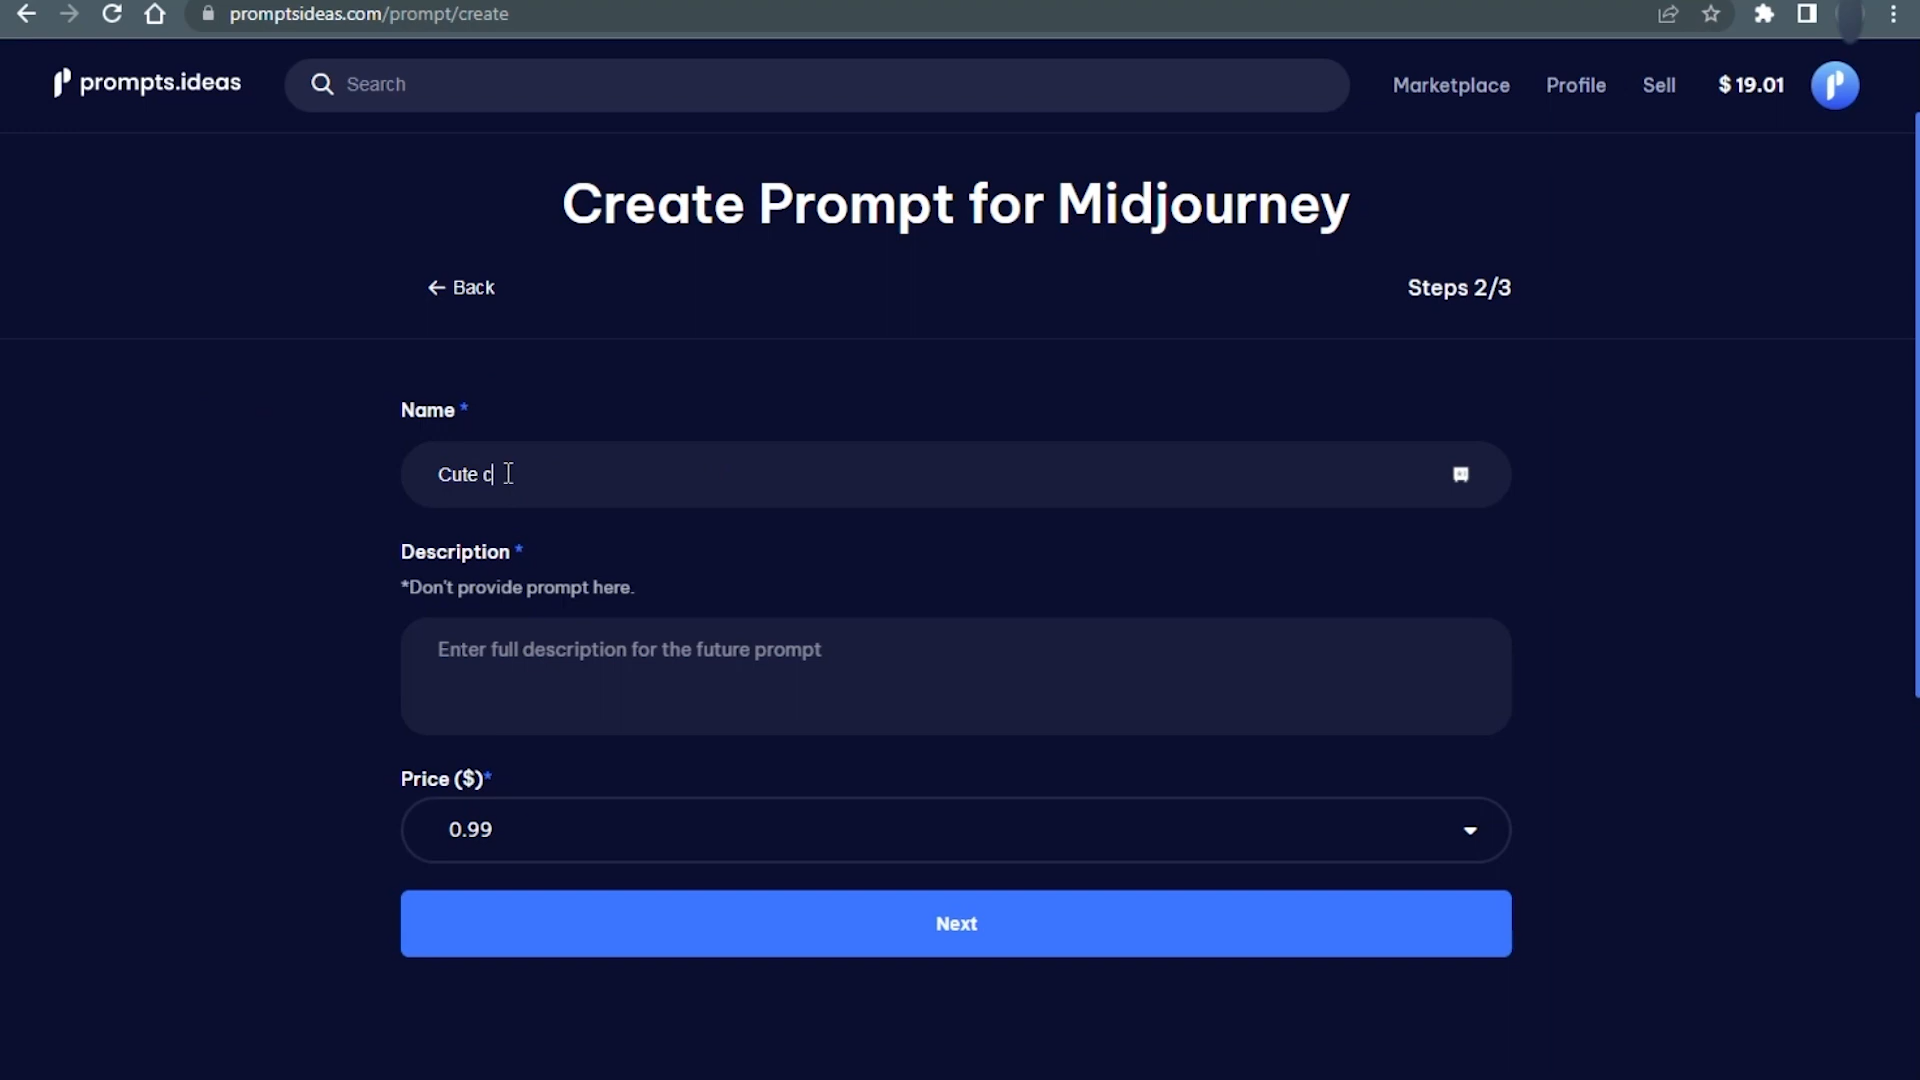 promptsideas.com/prompt/create
prompts.ideas
Search
Marketplace
Profile
Sell
$ 19.01
Create Prompt for Midjourney
← Back
Steps 2/3
Name *
Cute c
Description *
*Don't provide prompt here.
Enter full description for the future prompt
Price ($)*
0.99
Next